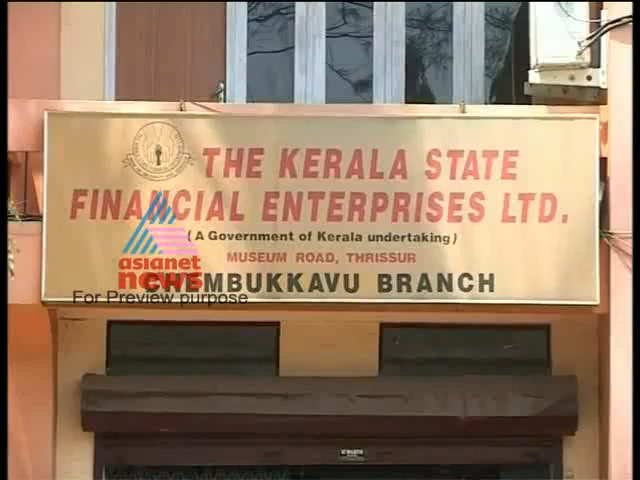 THE KERALA STATE
FINANCIAL ENTERPRISES LTD.
(A Government of Kerala undertaking)
MUSEUM ROAD, THRISSUR
CHEMBUKKAVU BRANCH
asianet
news
For Preview purpose